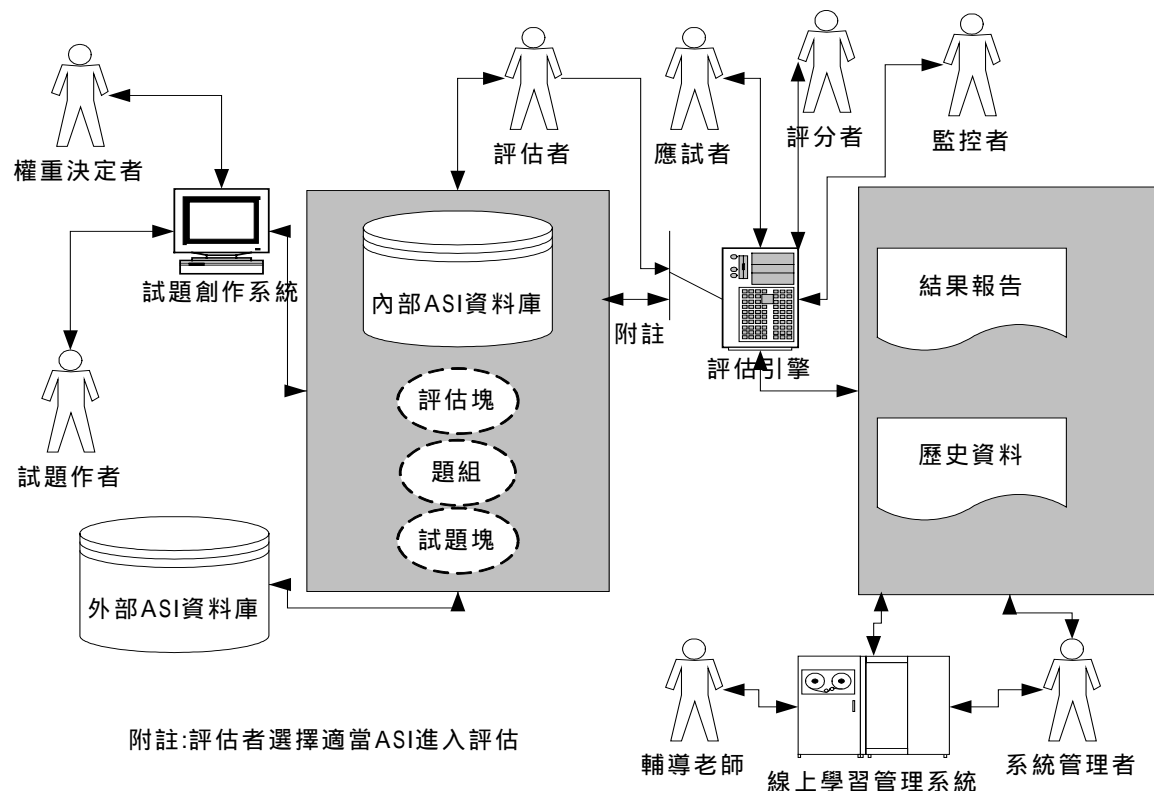 權重決定者
評估者
應試者
評分者
監控者
試題創作系統
內部ASI資料庫
附註
評估引擎
結果報告
評估塊
題組
試題塊
歷史資料
試題作者
外部ASI資料庫
附註:評估者選擇適當ASI進入評估
輔導老師
線上學習管理系統
系統管理者